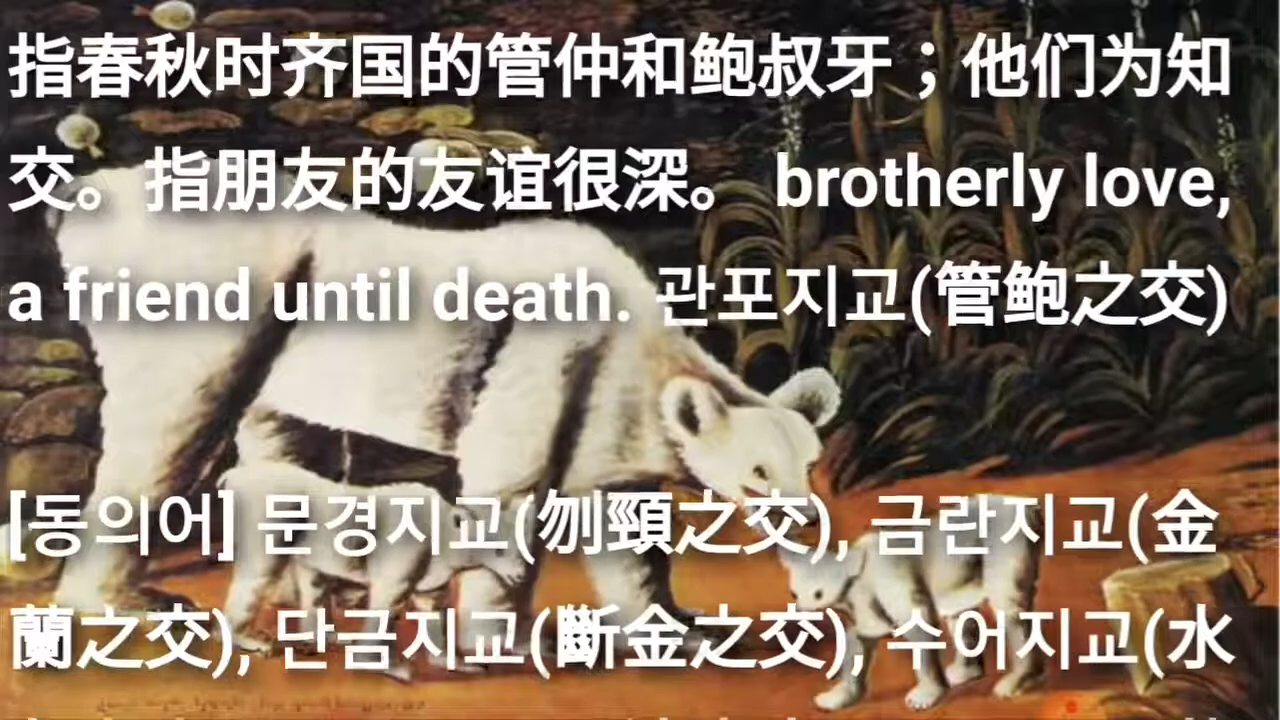 指春秋时齐国的管仲和鲍叔牙；他们为知
交。指朋友的友谊很深。 brotherly love,
a friend until death. 관포지교(管鲍之交)
[동의어] 문경지교(刎頸之交), 금란지교(金
蘭之交), 단금지교(斷金之交), 수어지교(水